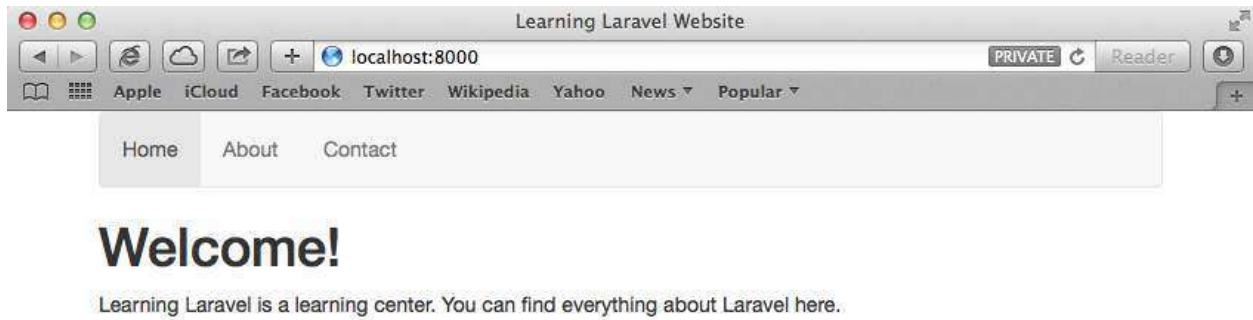 Learning Laravel Website
localhost:8000 PRIVATE Reader
Apple iCloud Facebook Twitter Wikipedia Yahoo News Popular
Home About Contact
Welcome!
Learning Laravel is a learning center. You can find everything about Laravel here.